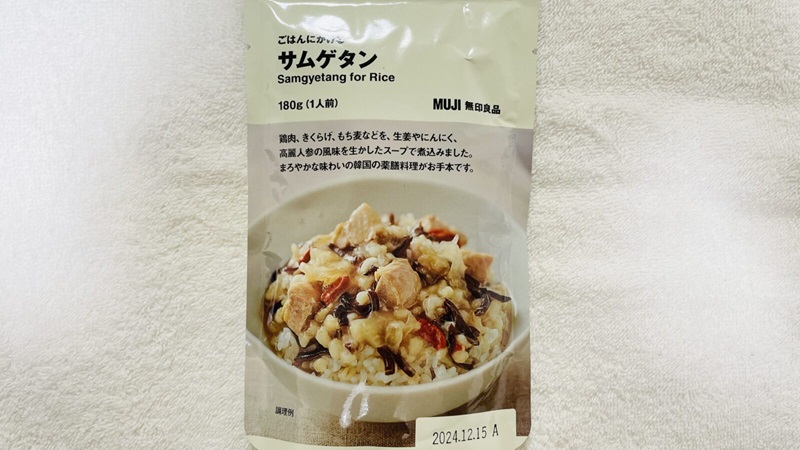 ごはんにかける
サムゲタン
Samgyetang for Rice
180g（1人前）
MUJI 無印良品
鶏肉、きくらげ、もち麦などを、生姜やにんにく、
高麗人参の風味を生かしたスープで煮込みました。
まろやかな味わいの韓国の薬膳料理がお手本です。
調理例
2024.12.15 A